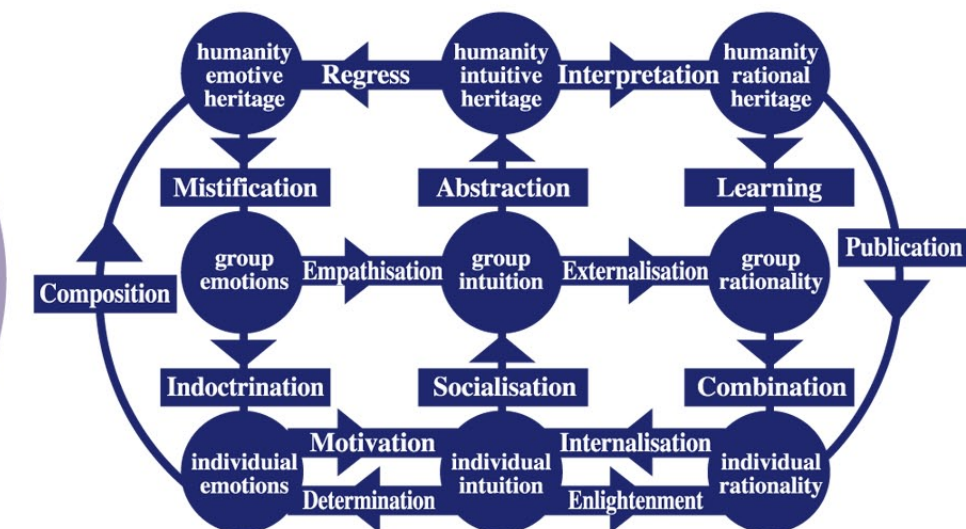 humanity
emotive
heritage
Regress
humanity
intuitive
heritage
Interpretation
humanity
rational
heritage
Mistification
Abstraction
Learning
group
emotions
Empathisation
group
intuition
Externalisation
group
rationality
Publication
Composition
Indoctrination
Socialisation
Combination
individuial
emotions
Motivation
Determination
individual
intuition
Internalisation
Enlightenment
individual
rationality